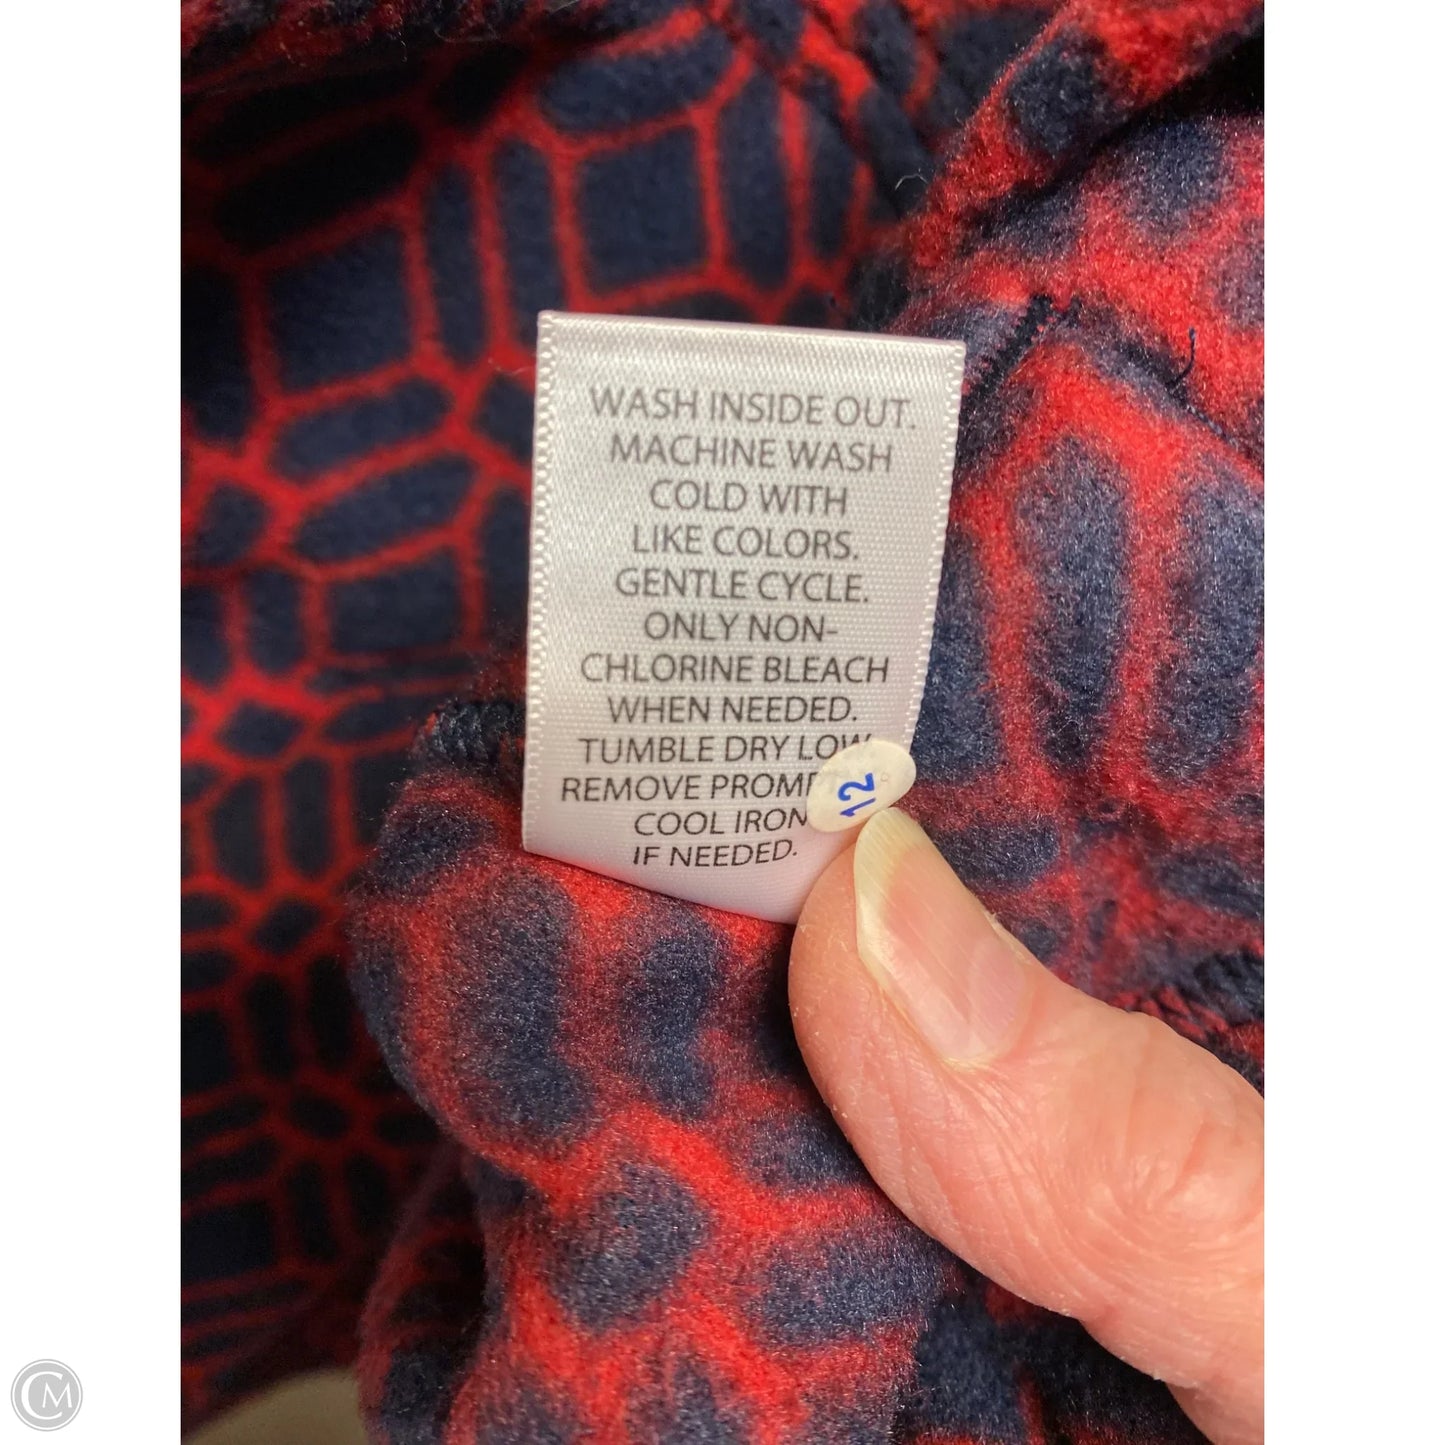 WASH INSIDE OUT.
MACHINE WASH
COLD WITH
LIKE COLORS.
GENTLE CYCLE.
ONLY NON-
CHLORINE BLEACH
WHEN NEEDED.
TUMBLE DRY LOW
REMOVE
COOL IRON
IF NEEDED.
12
CM